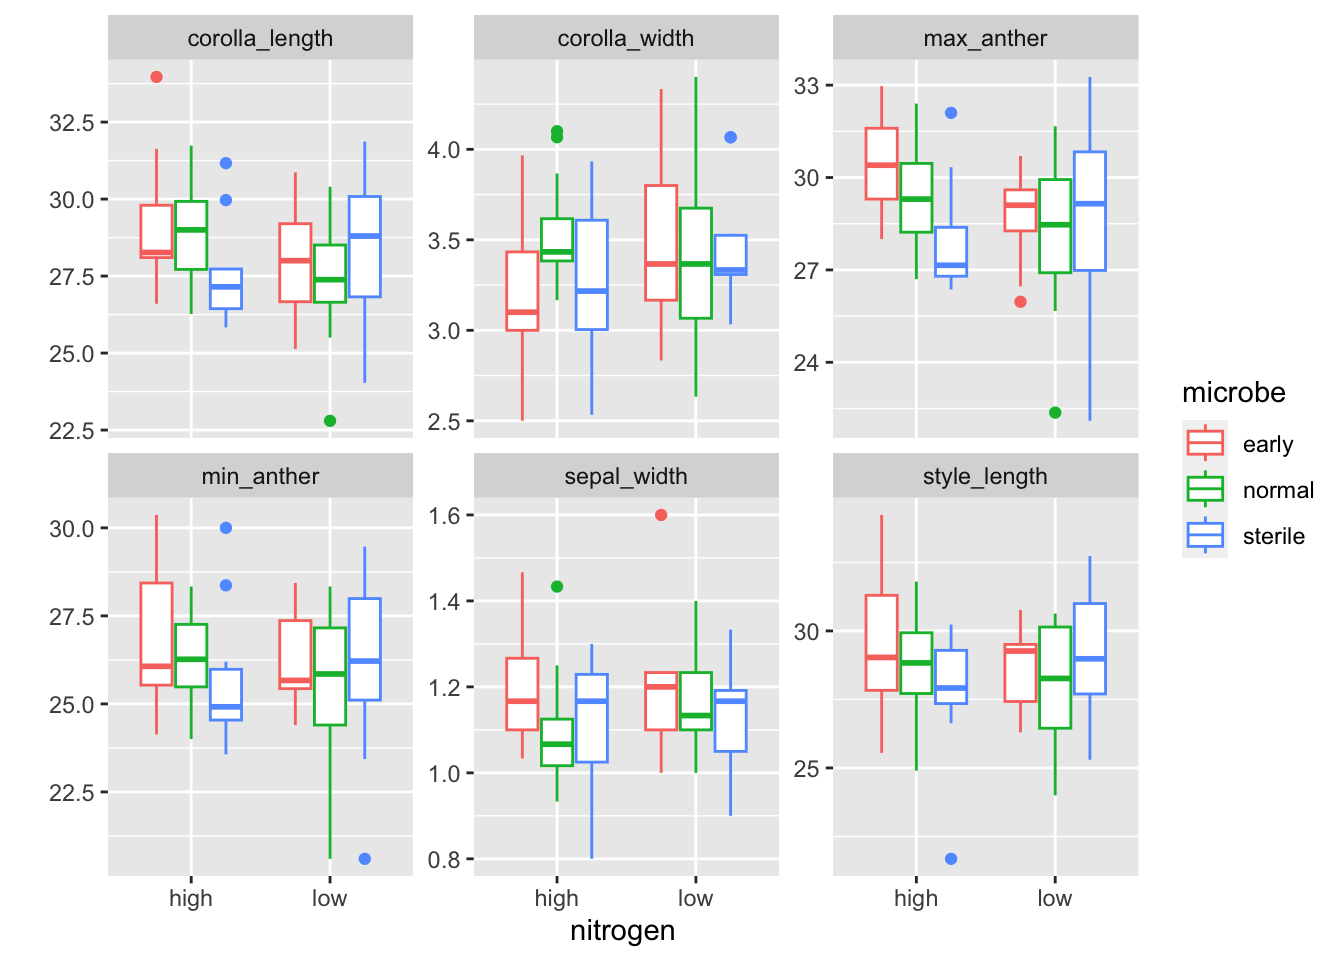 corolla_length
corolla_width
max_anther
32.5
30.0
27.5
25.0
22.5
4.0
3.5
3.0
2.5
33
30
27
24
min_anther
sepal_width
style_length
30.0
27.5
25.0
22.5
1.6
1.4
1.2
1.0
0.8
30
25
high low
high low
high low
nitrogen
microbe
early
normal
sterile